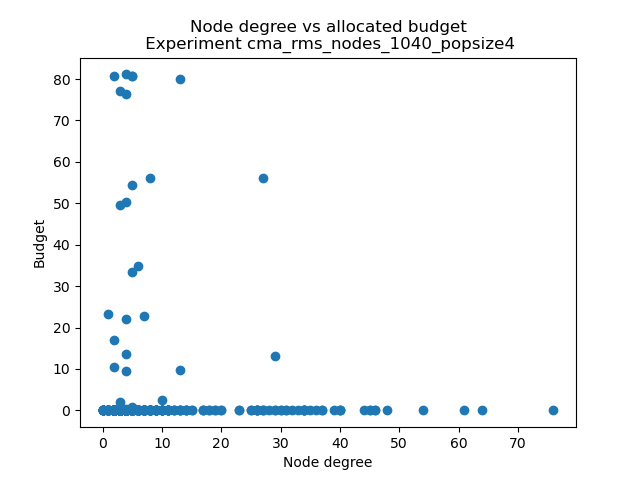 Node degree vs allocated budget
Experiment cma_rms_nodes_1040_popsize4
Budget
80
70
60
50
40
30
20
10
0
0 10 20 30 40 50 60 70
Node degree